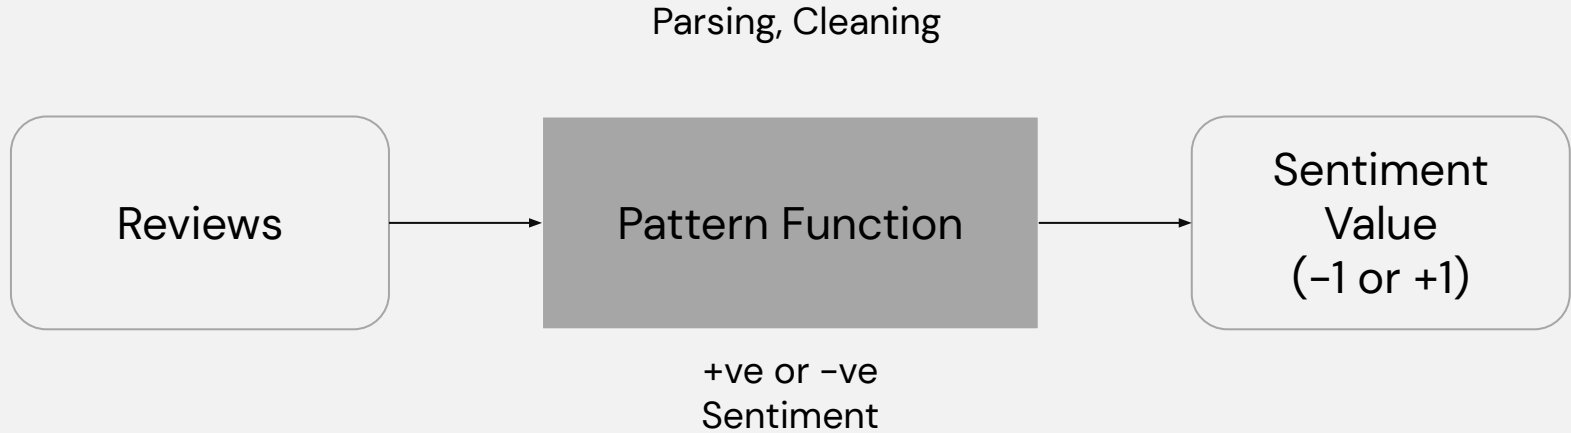 Parsing, Cleaning
Reviews
Pattern Function
Sentiment
Value
(-1 or +1)
+ve or -ve
Sentiment